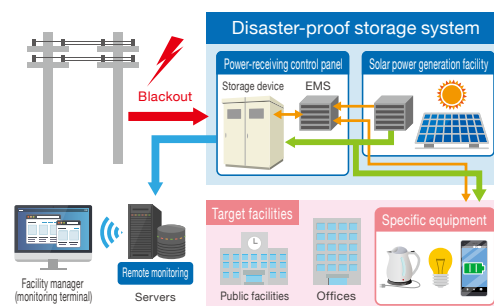 Disaster-proof storage system
Power-receiving control panel
Solar power generation facility
Storage device
EMS
Blackout
Target facilities
Specific equipment
Remote monitoring
Facility manager
(monitoring terminal)
Servers
Public facilities
Offices